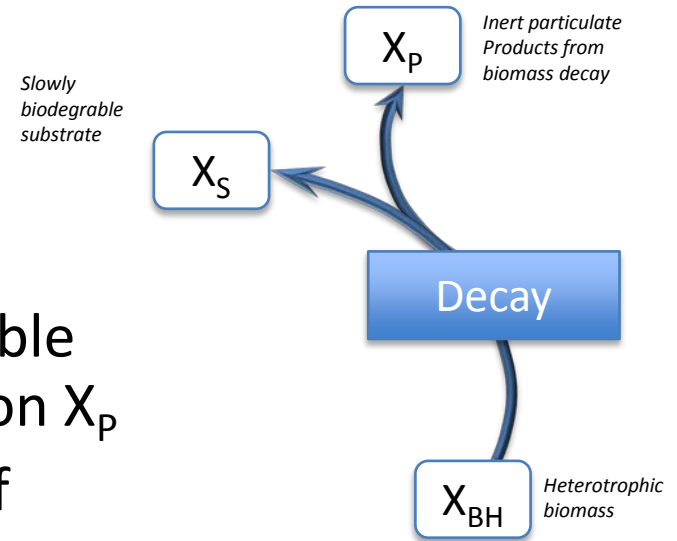 Inert particulate
Products from
biomass decay
X_P
Slowly
biodegrable
substrate
X_S
Decay
ble
on X_P
f
X_BH
Heterotrophic
biomass